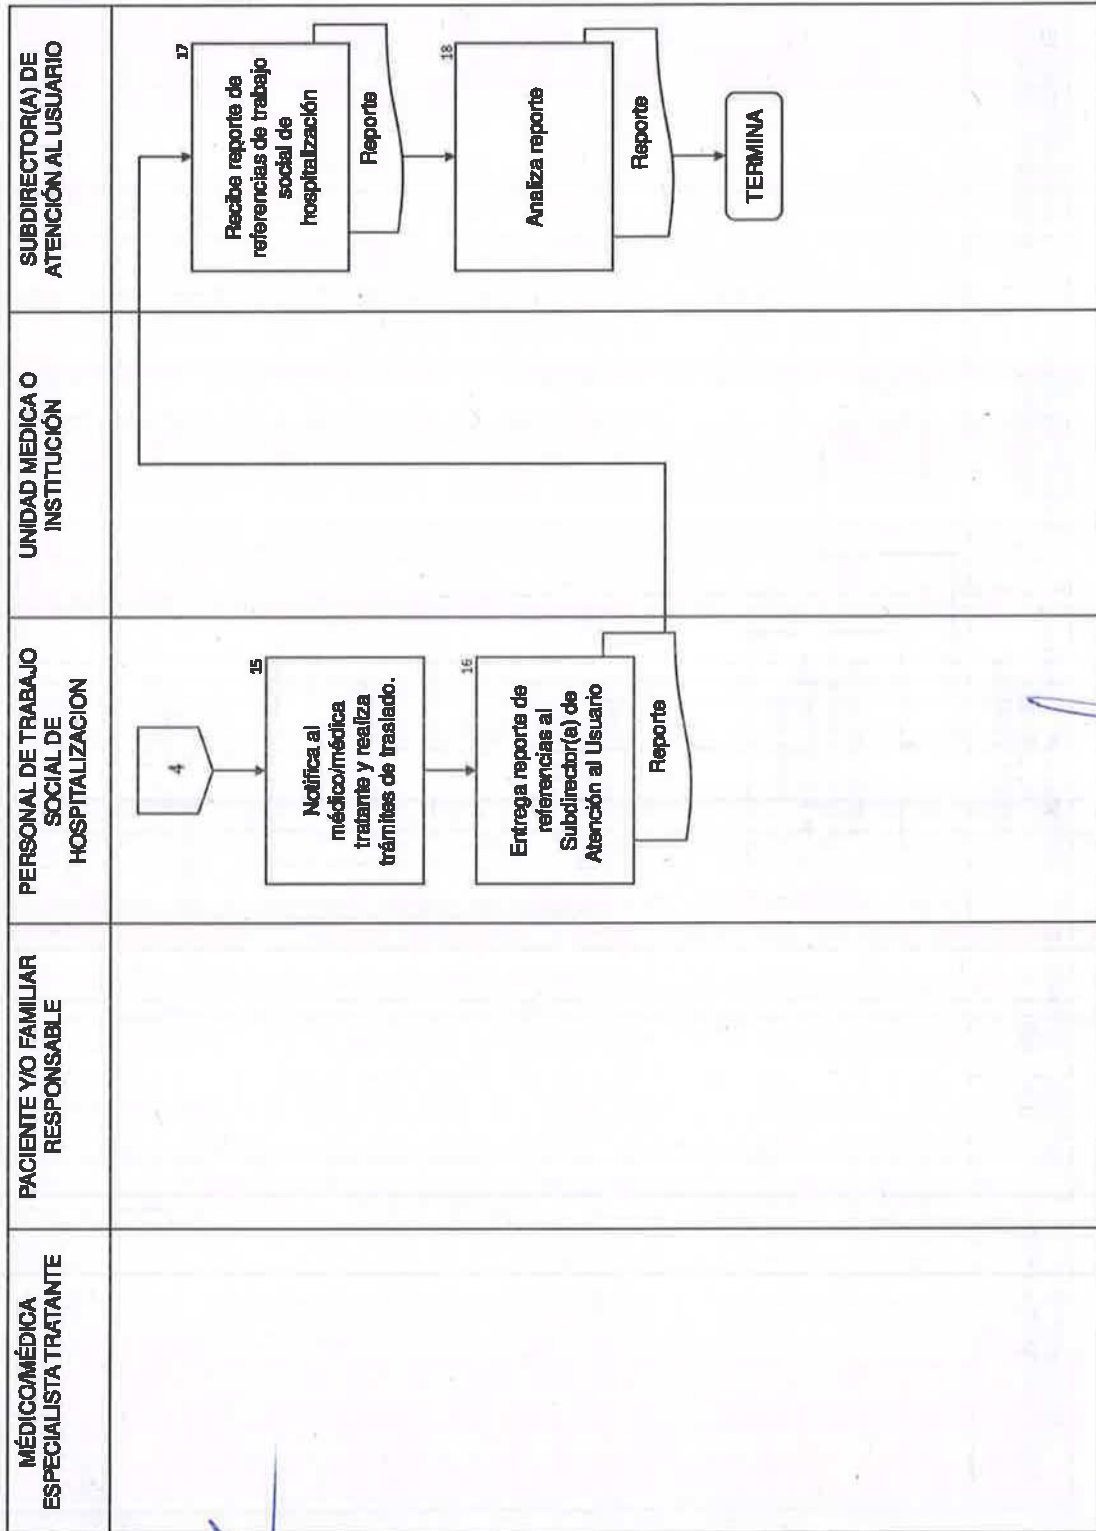 MÉDICO/MÉDICA
ESPECIALISTA TRATANTE
PACIENTE Y/O FAMILIAR
RESPONSABLE
PERSONAL DE TRABAJO
SOCIAL DE
HOSPITALIZACION
UNIDAD MEDICA O
INSTITUCIÓN
SUBDIRECTOR(A) DE
ATENCIÓN AL USUARIO
4
15
Notifica al
médico/médica
tratante y realiza
trámites de traslado.
16
Entrega reporte de
referencias al
Subdirector(a) de
Atención al Usuario
Reporte
17
Recibe reporte de
referencias de trabajo
social de
hospitalización
Reporte
18
Analiza reporte
Reporte
TERMINA